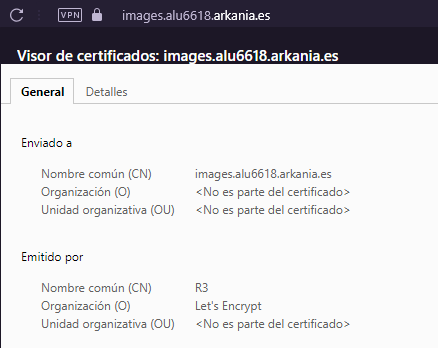 VPN images.alu6618.arkania.es
Visor de certificados: images.alu6618.arkania.es
General Detalles
Enviado a
Nombre común (CN) images.alu6618.arkania.es
Organización (O) <No es parte del certificado>
Unidad organizativa (OU) <No es parte del certificado>
Emitido por
Nombre común (CN) R3
Organización (O) Let's Encrypt
Unidad organizativa (OU) <No es parte del certificado>